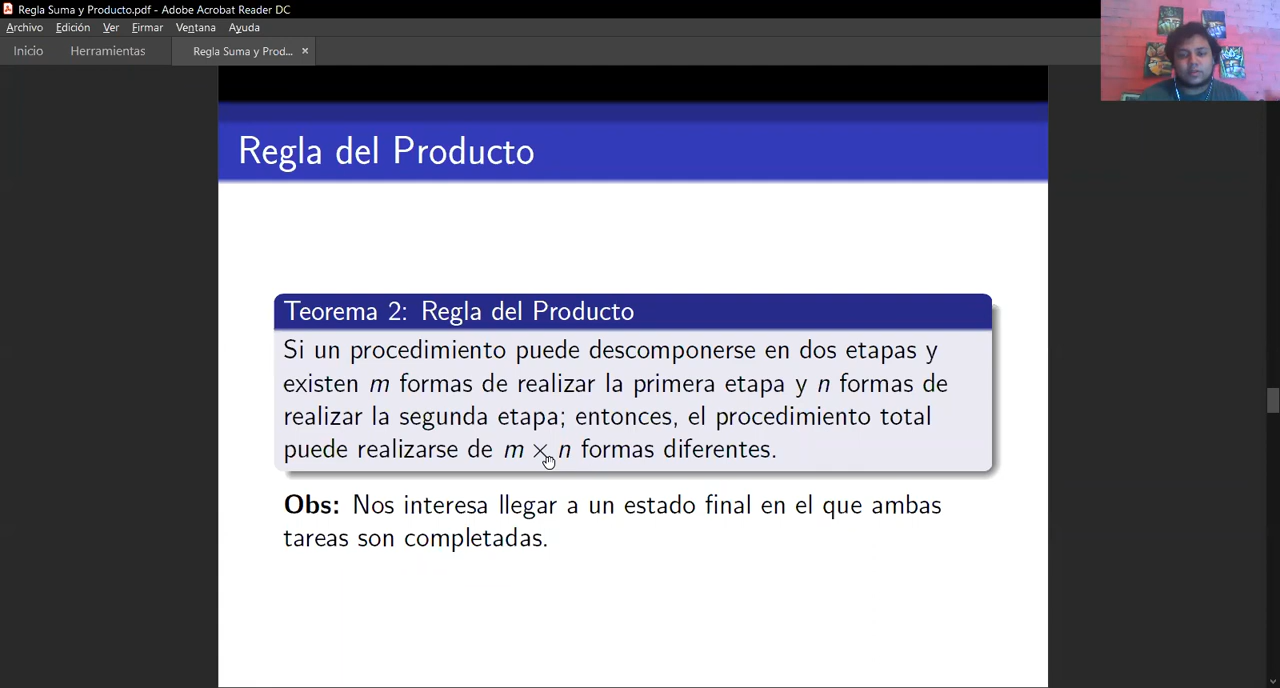 Regla Suma y Producto.pdf - Adobe Acrobat Reader DC
Archivo Edición Ver Firmar Ventana Ayuda
Inicio Herramientas Regla Suma y Prod... ×
Regla del Producto
Teorema 2: Regla del Producto
Si un procedimiento puede descomponerse en dos etapas y
existen m formas de realizar la primera etapa y n formas de
realizar la segunda etapa; entonces, el procedimiento total
puede realizarse de m × n formas diferentes.
Obs: Nos interesa llegar a un estado final en el que ambas
tareas son completadas.